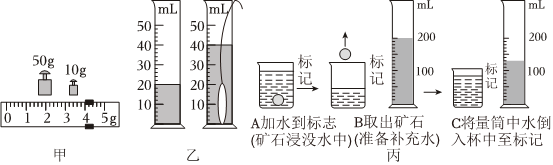 50g 10g
0 1 2 3 4 5g
甲
mL
50
40
30
20
10
mL
50
40
30
20
10
乙
标记
A加水到标志
(矿石浸没水中)
标记
B取出矿石
(准备补充水)
mL
200
100
丙
标记
C将量筒中水倒
入杯中至标记
mL
200
100